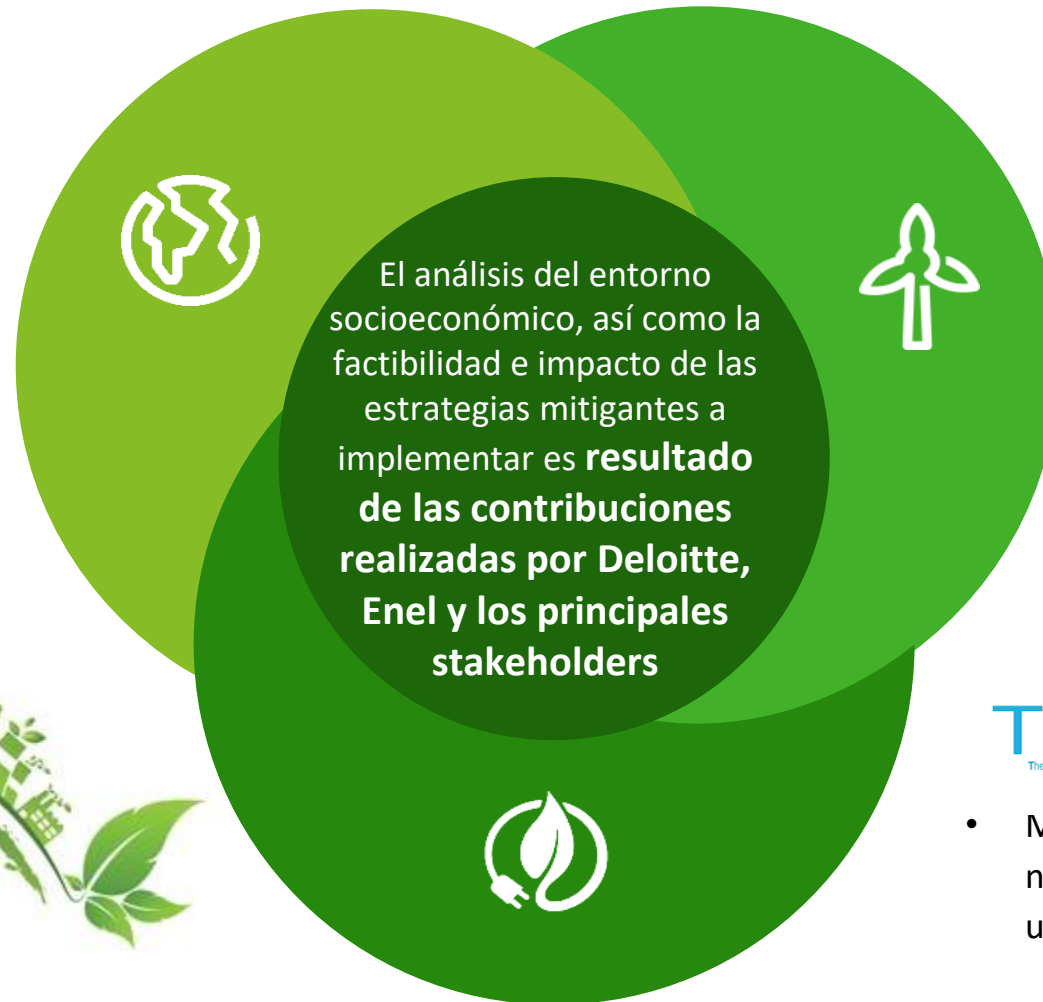 El análisis del entorno
socioeconómico, así como la
factibilidad e impacto de las
estrategias mitigantes a
implementar es resultado
de las contribuciones
realizadas por Deloitte,
Enel y los principales
stakeholders
T
The
• M
n
u